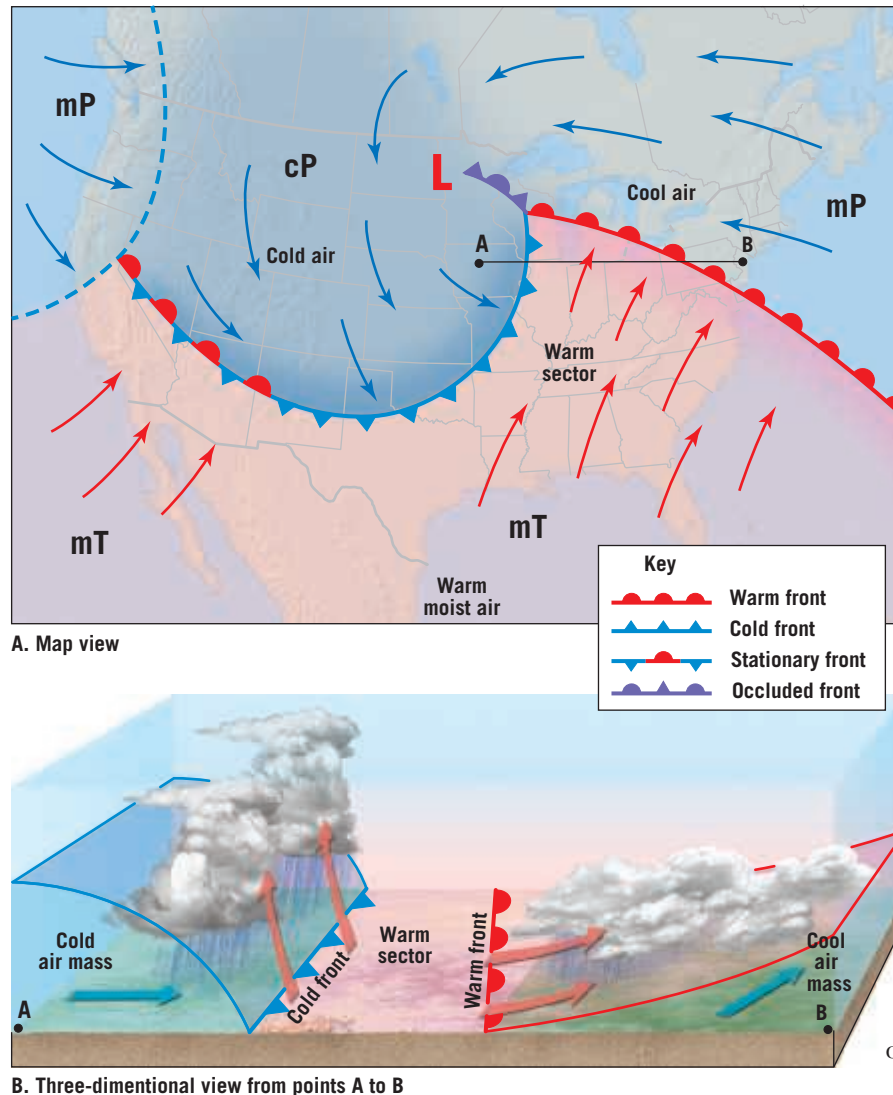 mP
cP
L
Cool air
mP
Cold air
A
B
Warm
sector
mT
mT
Warm
moist air
Key
Warm front
Cold front
Stationary front
Occluded front
A. Map view
Cold
air mass
Cold front
Warm
sector
Warm front
Cool
air
mass
A
B
C
B. Three-dimentional view from points A to B